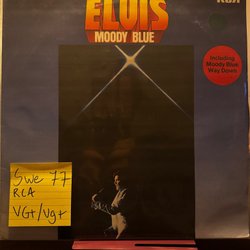 RCA
ELVIS
MOODY BLUE
Including
Moody Blue
Way Down
Swe 77
RCA
VG+/Vg+